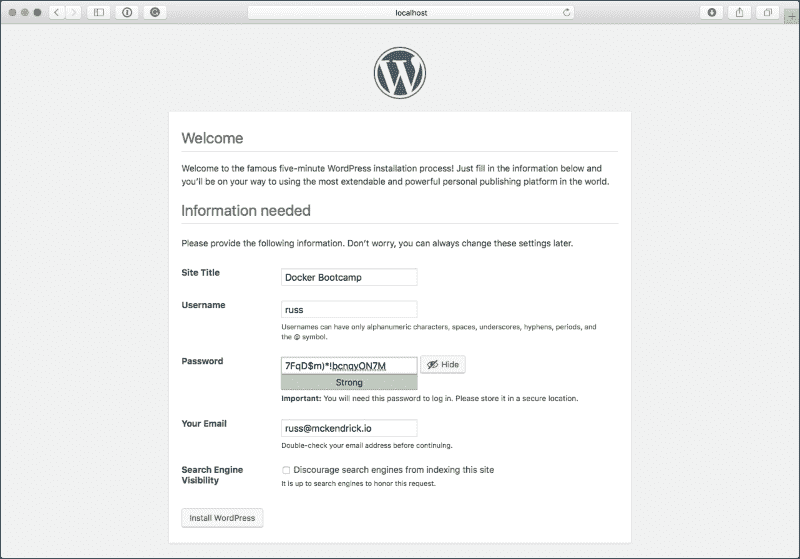 localhost
Welcome
Welcome to the famous five-minute WordPress installation process! Just fill in the information below and
you'll be on your way to using the most extendable and powerful personal publishing platform in the world.
Information needed
Please provide the following information. Don't worry, you can always change these settings later.
Site Title
Docker Bootcamp
Username
russ
Usernames can have only alphanumeric characters, spaces, underscores, hyphens, periods, and
the @ symbol.
Password
7FqD$m)*!bcnqyON7M
Hide
Strong
Important: You will need this password to log in. Please store it in a secure location.
Your Email
russ@mckendrick.io
Double-check your email address before continuing.
Search Engine
Visibility
Discourage search engines from indexing this site
It is up to search engines to honor this request.
Install WordPress